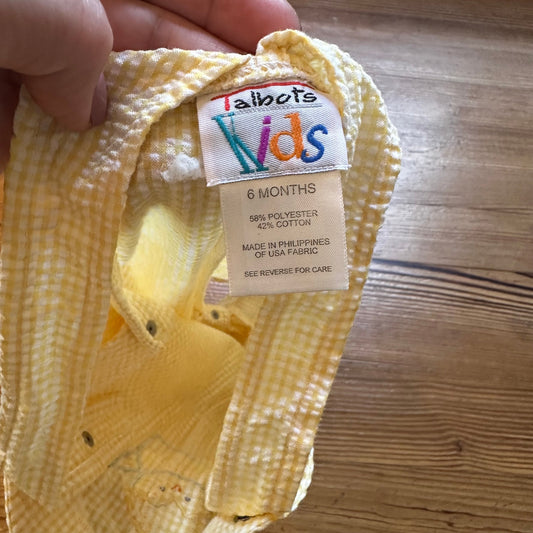 Talbots
Kids
6 MONTHS
58% POLYESTER
42% COTTON
MADE IN PHILIPPINES
OF USA FABRIC
SEE REVERSE FOR CARE